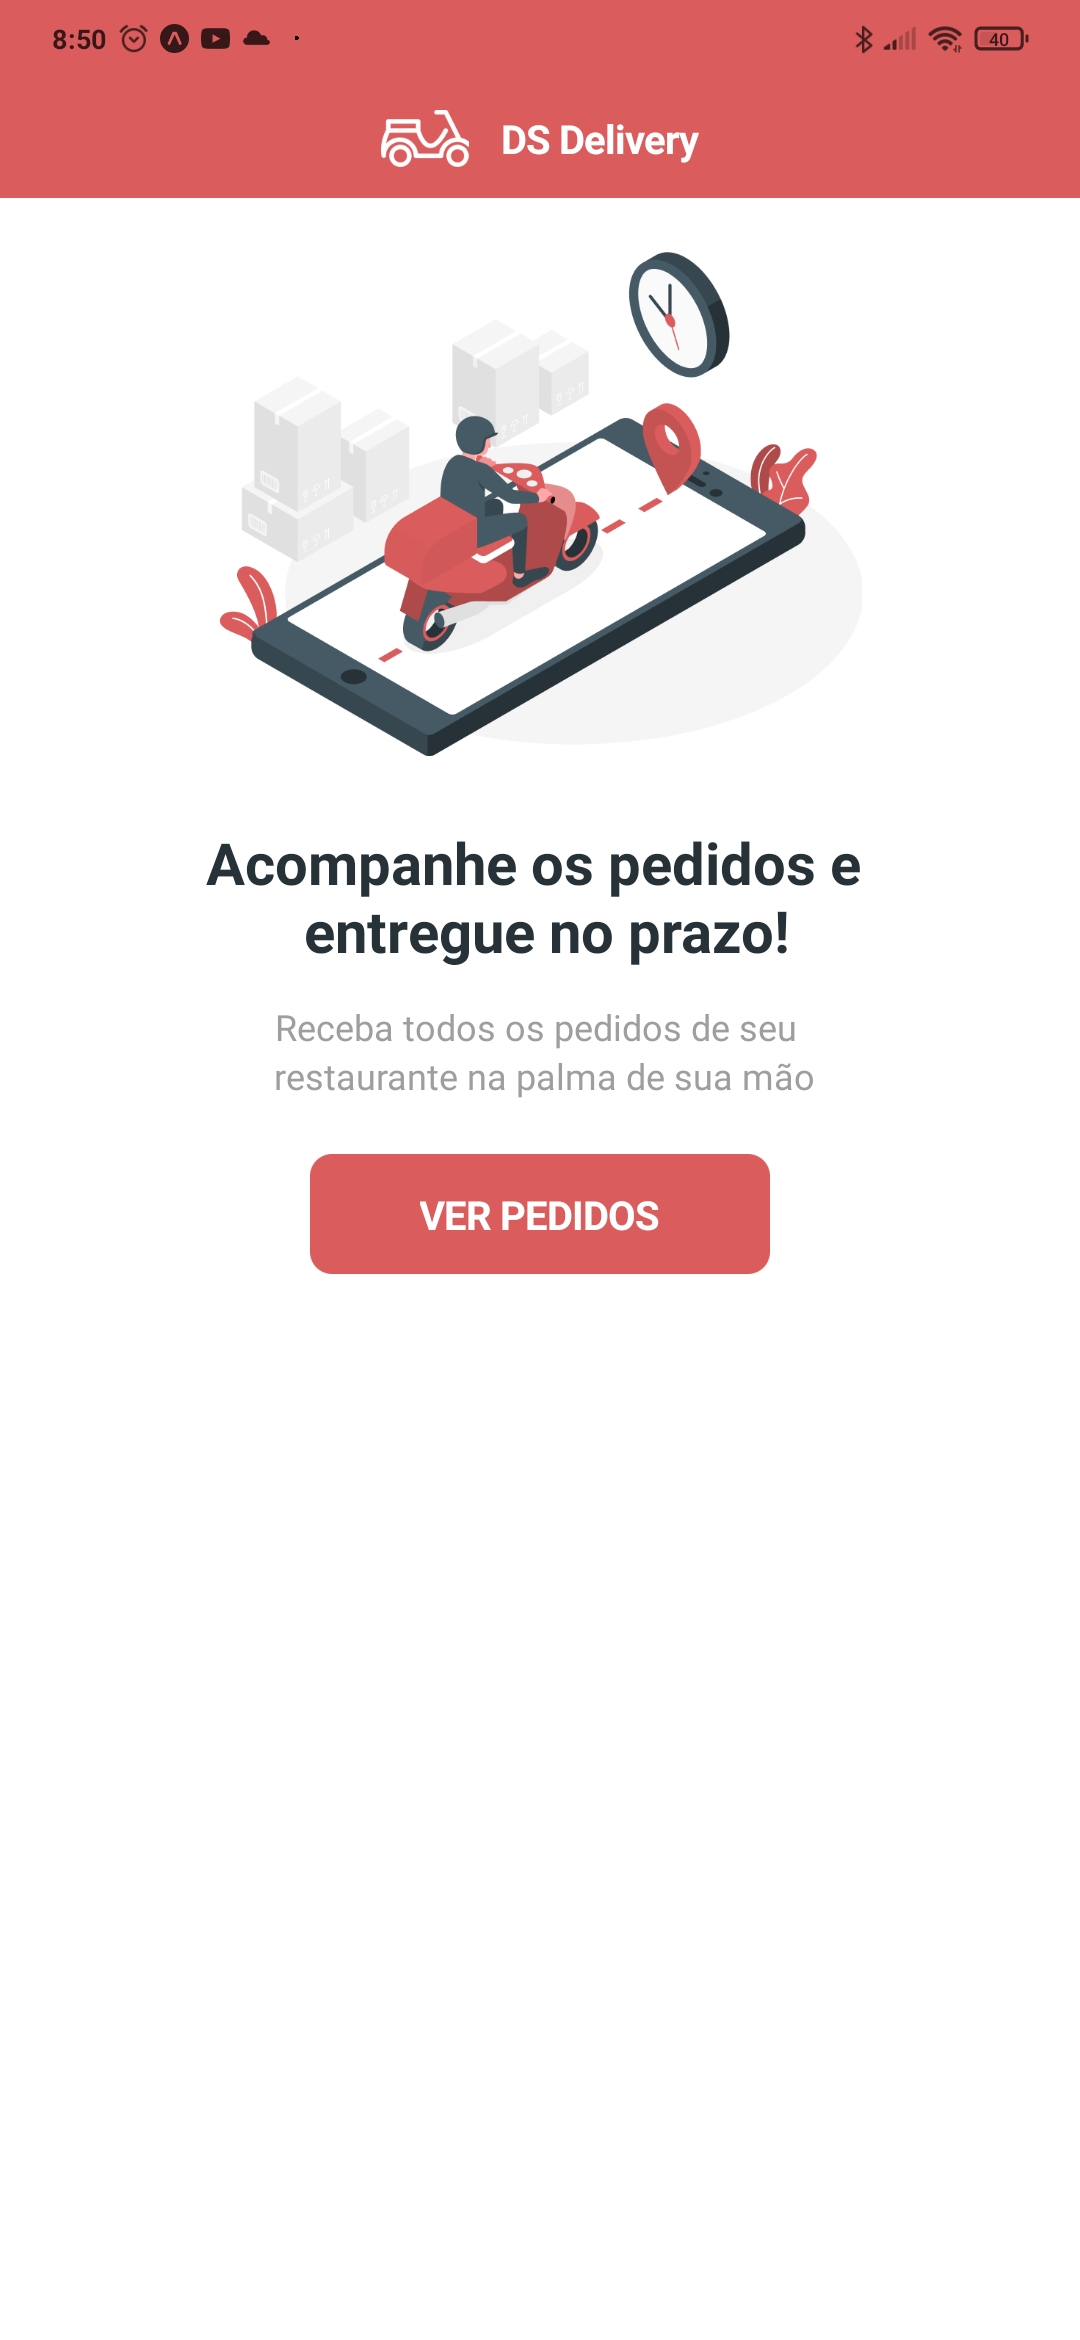 8:50
40
DS Delivery
Acompanhe os pedidos e
entregue no prazo!
Receba todos os pedidos de seu
restaurante na palma de sua mão
VER PEDIDOS